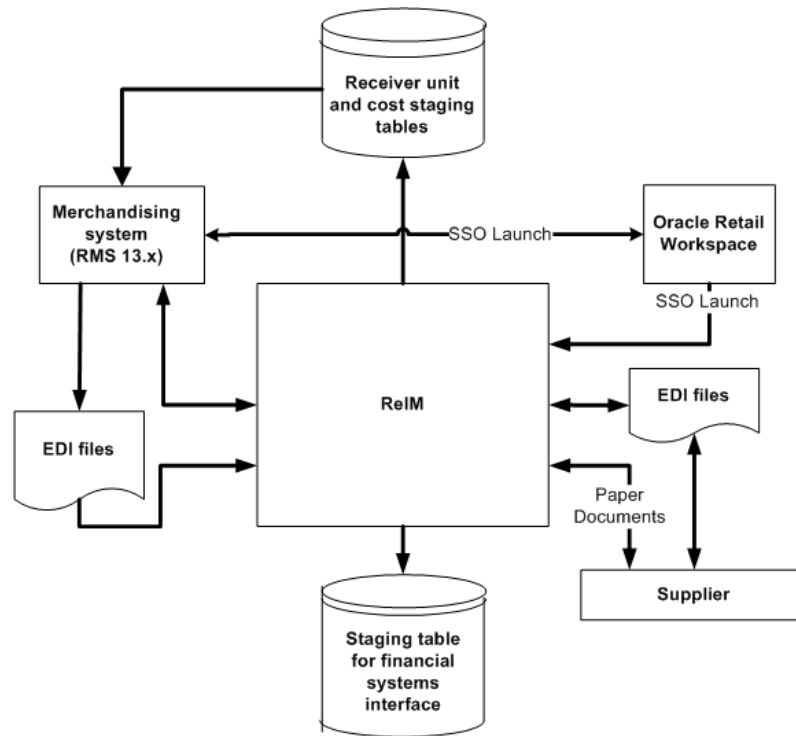 Receiver unit
and cost staging
tables
Merchandising
system
(RMS 13.x)
SSO Launch
Oracle Retail
Workspace
SSO Launch
ReIM
EDI files
EDI files
Paper
Documents
Supplier
Staging table
for financial
systems
interface